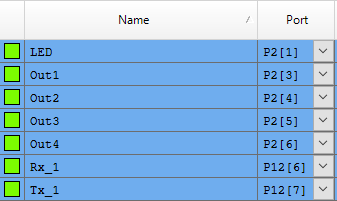 Name / Port
LED P2[1]
Out1 P2[3]
Out2 P2[4]
Out3 P2[5]
Out4 P2[6]
Rx_1 P12[6]
Tx_1 P12[7]